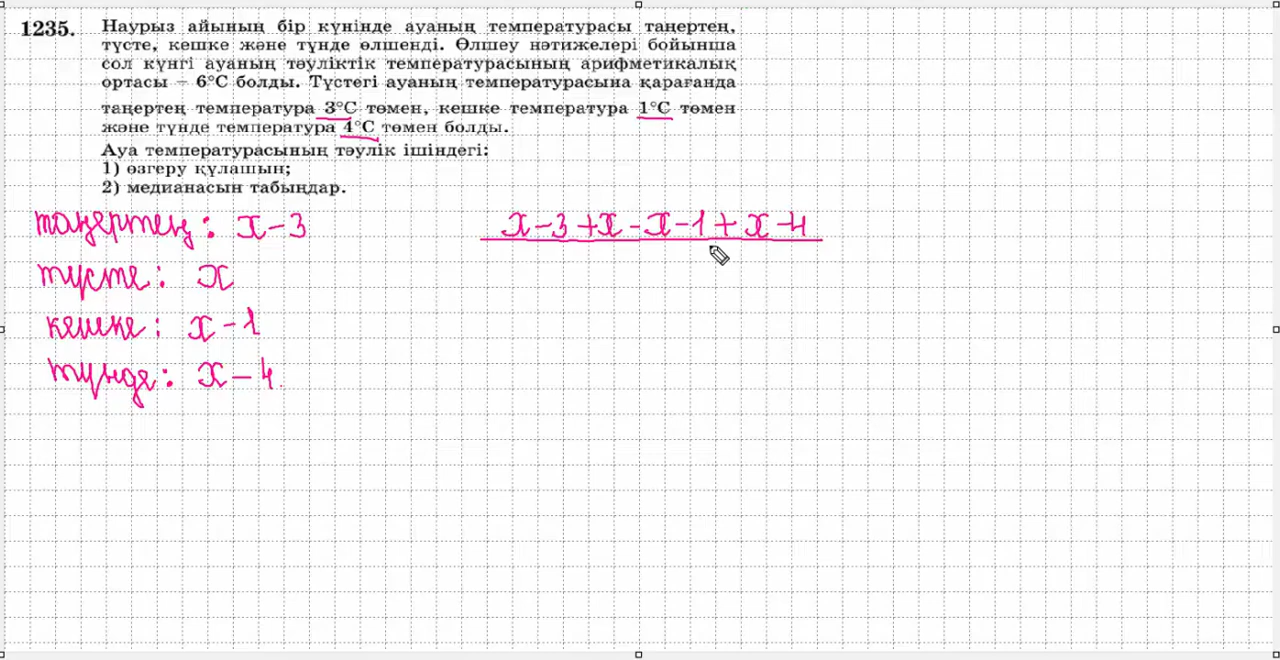 1235. Наурыз айының бір күнінде ауаның температурасы таңертең,
түсте, кешке және түнде өлшенді. Өлшеу нәтижелері бойынша
сол күнгі ауаның тәуліктік температурасының арифметикалық
ортасы – 6°С болды. Түстегі ауаның температурасына қарағанда
таңертең температура 3°С төмен, кешке температура 1°С төмен
және түнде температура 4°С төмен болды.
Ауа температурасының тәулік ішіндегі:
1) өзгеру құлашын;
2) медианасын табыңдар.
таңертең: х-3
х-3+х-х-1+х-4
түсте: х
кешке: х-1
түнде: х-4.